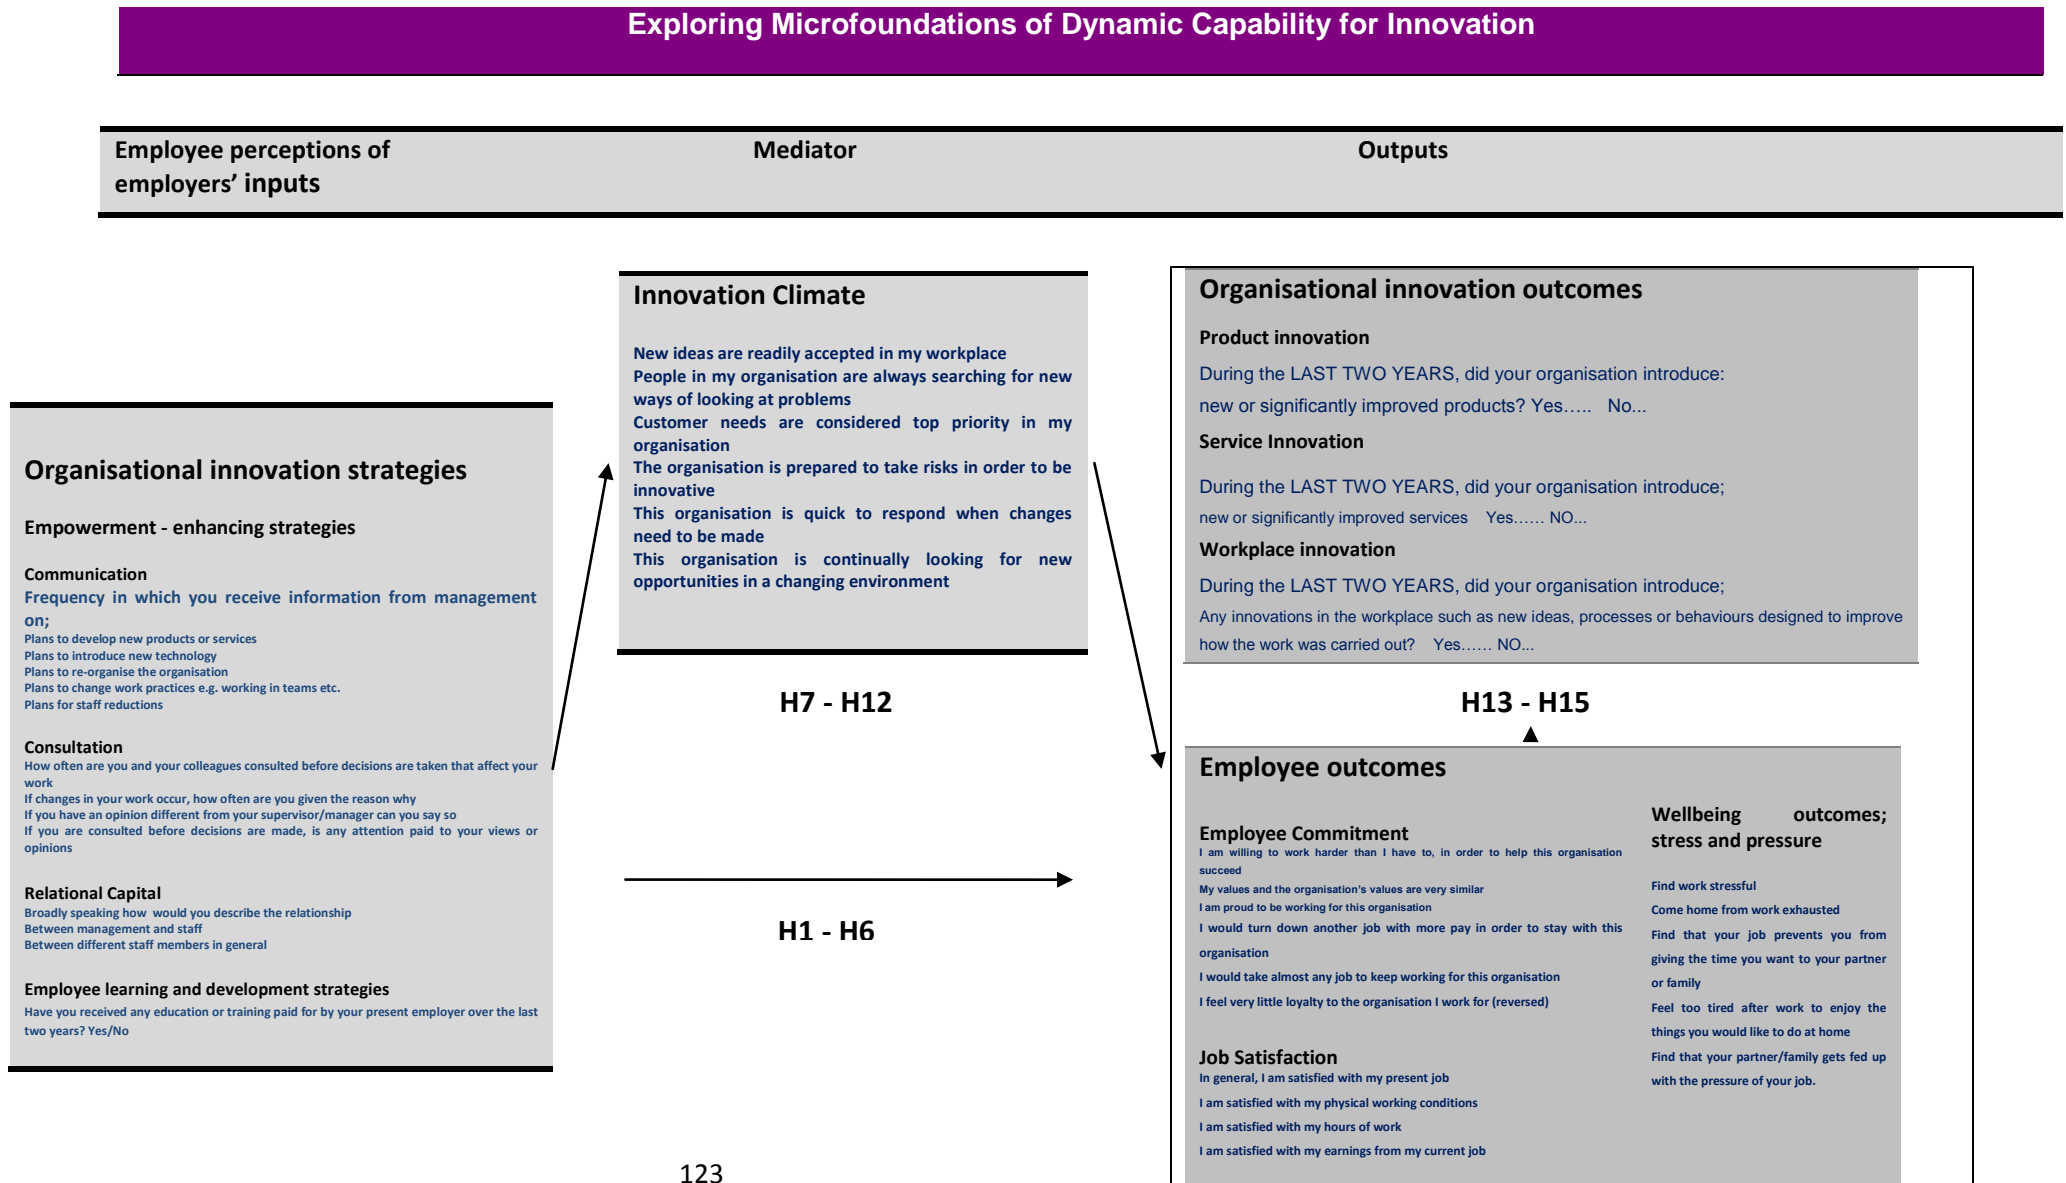 Exploring Microfoundations of Dynamic Capability for Innovation
Employee perceptions of
employers’ inputs
Mediator
Outputs
Organisational innovation strategies
Empowerment - enhancing strategies
Communication
Frequency in which you receive information from management
on;
Plans to develop new products or services
Plans to introduce new technology
Plans to re-organise the organisation
Plans to change work practices e.g. working in teams etc.
Plans for staff reductions
Consultation
How often are you and your colleagues consulted before decisions are taken that affect your
work
If changes in your work occur, how often are you given the reason why
If you have an opinion different from your supervisor/manager can you say so
If you are consulted before decisions are made, is any attention paid to your views or
opinions
Relational Capital
Broadly speaking how would you describe the relationship
Between management and staff
Between different staff members in general
Employee learning and development strategies
Have you received any education or training paid for by your present employer over the last
two years? Yes/No
Innovation Climate
New ideas are readily accepted in my workplace
People in my organisation are always searching for new
ways of looking at problems
Customer needs are considered top priority in my
organisation
The organisation is prepared to take risks in order to be
innovative
This organisation is quick to respond when changes
need to be made
This organisation is continually looking for new
opportunities in a changing environment
H7 - H12
H1 - H6
Organisational innovation outcomes
Product innovation
During the LAST TWO YEARS, did your organisation introduce:
new or significantly improved products? Yes….. No...
Service Innovation
During the LAST TWO YEARS, did your organisation introduce;
new or significantly improved services Yes…… NO...
Workplace innovation
During the LAST TWO YEARS, did your organisation introduce;
Any innovations in the workplace such as new ideas, processes or behaviours designed to improve
how the work was carried out? Yes…… NO...
H13 - H15
Employee outcomes
Employee Commitment
I am willing to work harder than I have to, in order to help this organisation
succeed
My values and the organisation’s values are very similar
I am proud to be working for this organisation
I would turn down another job with more pay in order to stay with this
organisation
I would take almost any job to keep working for this organisation
I feel very little loyalty to the organisation I work for (reversed)
Job Satisfaction
In general, I am satisfied with my present job
I am satisfied with my physical working conditions
I am satisfied with my hours of work
I am satisfied with my earnings from my current job
Wellbeing outcomes;
stress and pressure
Find work stressful
Come home from work exhausted
Find that your job prevents you from
giving the time you want to your partner
or family
Feel too tired after work to enjoy the
things you would like to do at home
Find that your partner/family gets fed up
with the pressure of your job.
123